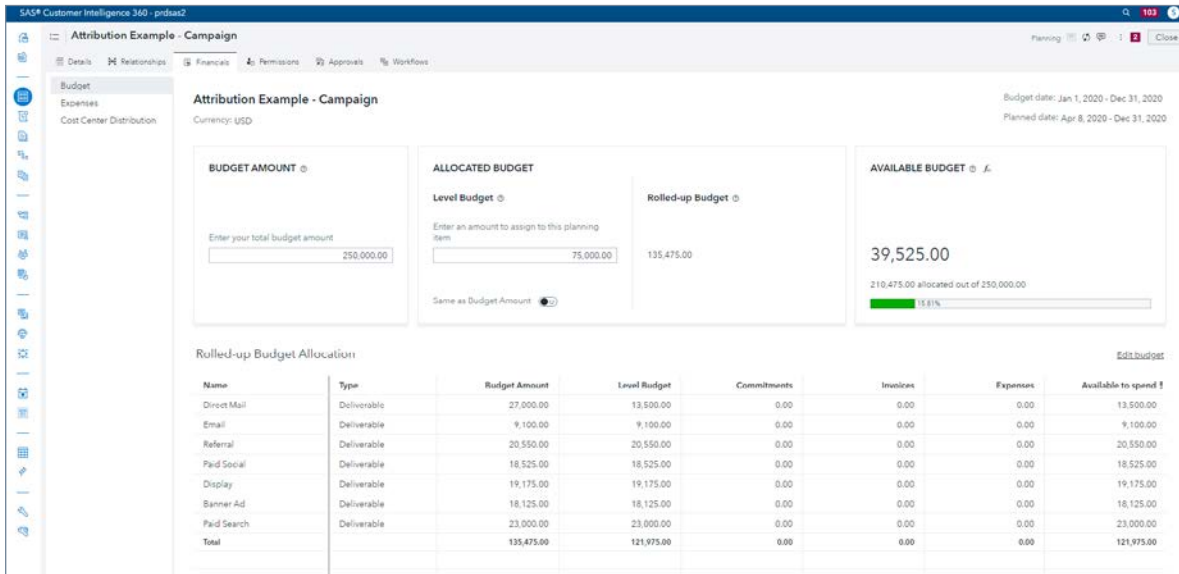 SAS® Customer Intelligence 360 - prdsas2 103 S
Attribution Example - Campaign Planning 2 Close
Details Relationships Financials Permissions Approvals Workflows
Budget
Expenses
Cost Center Distribution
Attribution Example - Campaign
Currency: USD
Budget date: Jan 1, 2020 - Dec 31, 2020
Planned date: Apr 8, 2020 - Dec 31, 2020
BUDGET AMOUNT
Enter your total budget amount
250,000.00
ALLOCATED BUDGET
Level Budget
Enter an amount to assign to this planning
item
75,000.00
Same as Budget Amount
Rolled-up Budget
135,475.00
AVAILABLE BUDGET
39,525.00
210,475.00 allocated out of 250,000.00
15.81%
Rolled-up Budget Allocation Edit budget
Name Type Budget Amount Level Budget Commitments Invoices Expenses Available to spend
Direct Mail Deliverable 27,000.00 13,500.00 0.00 0.00 0.00 13,500.00
Email Deliverable 9,100.00 9,100.00 0.00 0.00 0.00 9,100.00
Referral Deliverable 20,550.00 20,550.00 0.00 0.00 0.00 20,550.00
Paid Social Deliverable 18,525.00 18,525.00 0.00 0.00 0.00 18,525.00
Display Deliverable 19,175.00 19,175.00 0.00 0.00 0.00 19,175.00
Banner Ad Deliverable 18,125.00 18,125.00 0.00 0.00 0.00 18,125.00
Paid Search Deliverable 23,000.00 23,000.00 0.00 0.00 0.00 23,000.00
Total 135,475.00 121,975.00 0.00 0.00 0.00 121,975.00